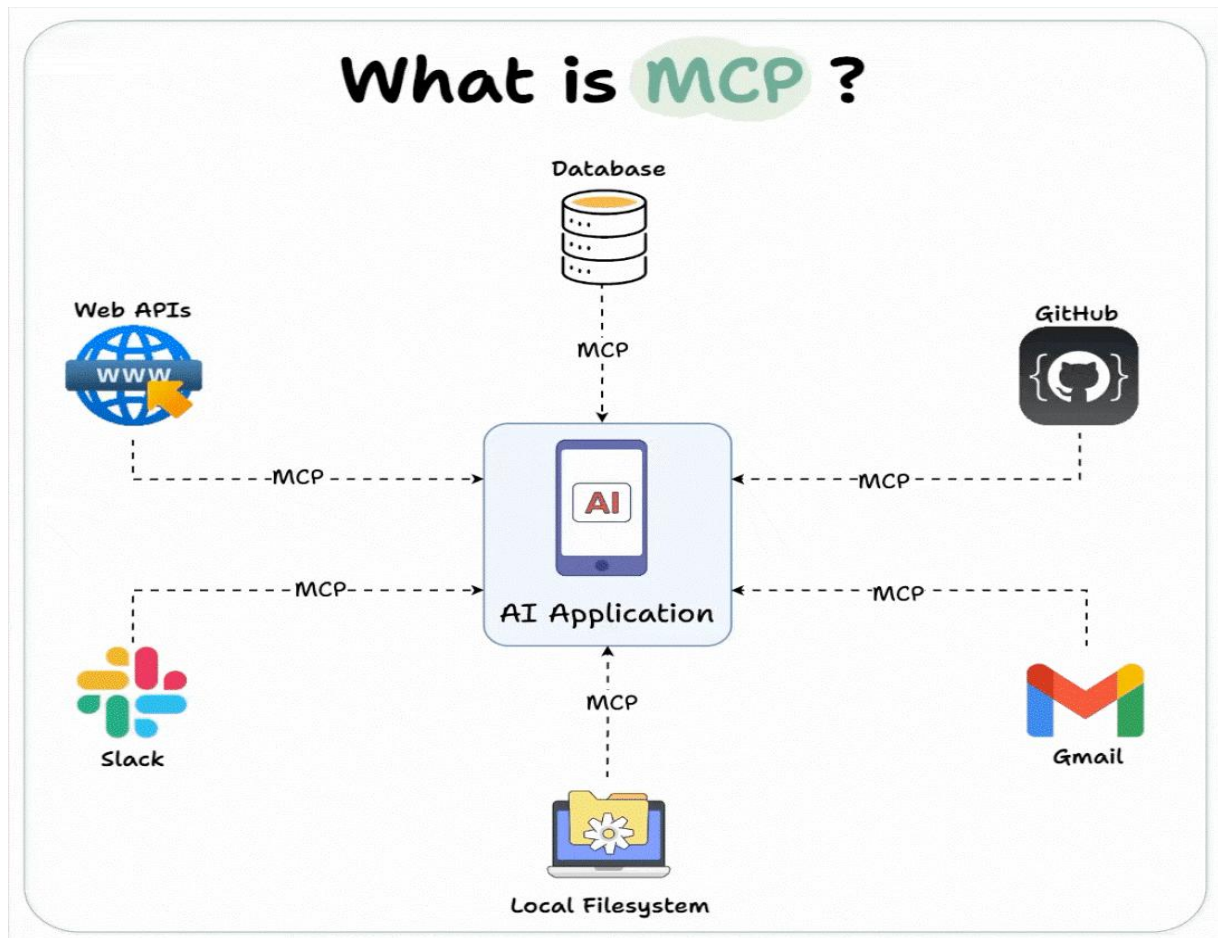 What is MCP ?
Database
Web APIs
WWW
GitHub
{ }
MCP
MCP
MCP
AI
AI Application
MCP
MCP
MCP
Slack
Gmail
Local Filesystem